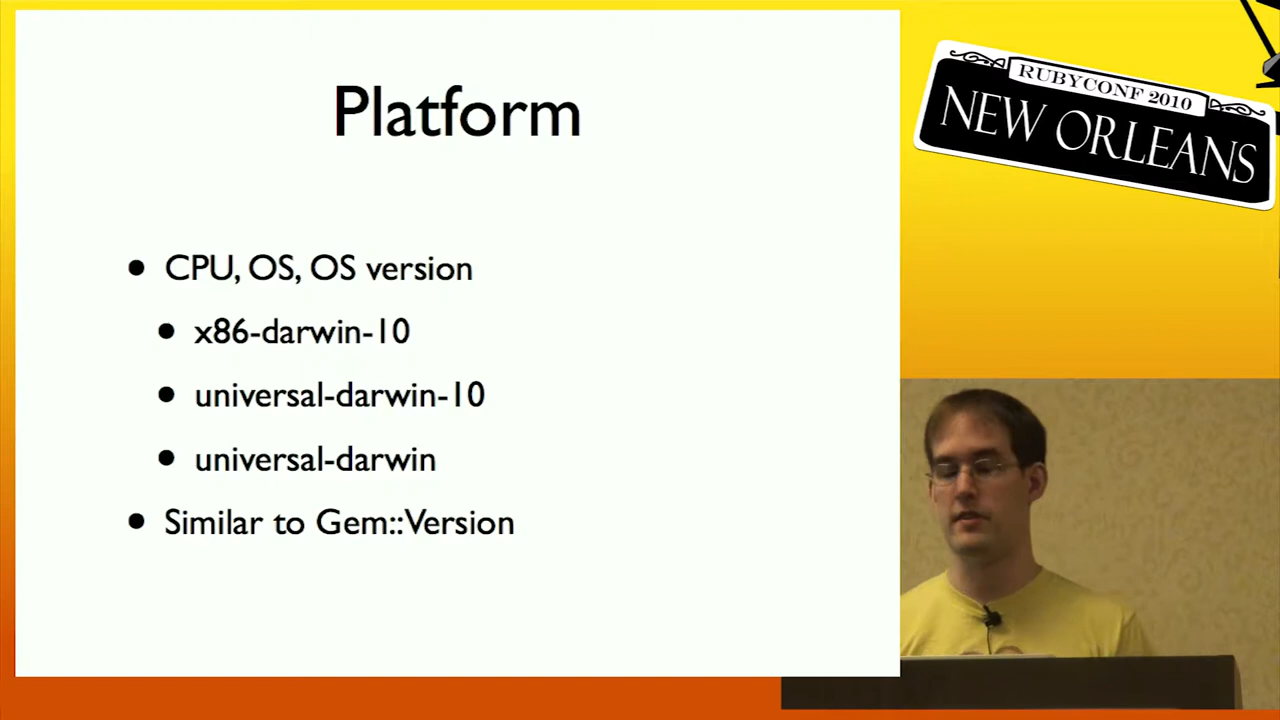 Platform
CPU, OS, OS version
x86-darwin-10
universal-darwin-10
universal-darwin
Similar to Gem::Version
RUBYCONF 2010
NEW ORLEANS